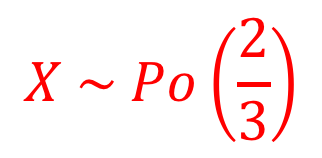 X ~ Po (2/3)